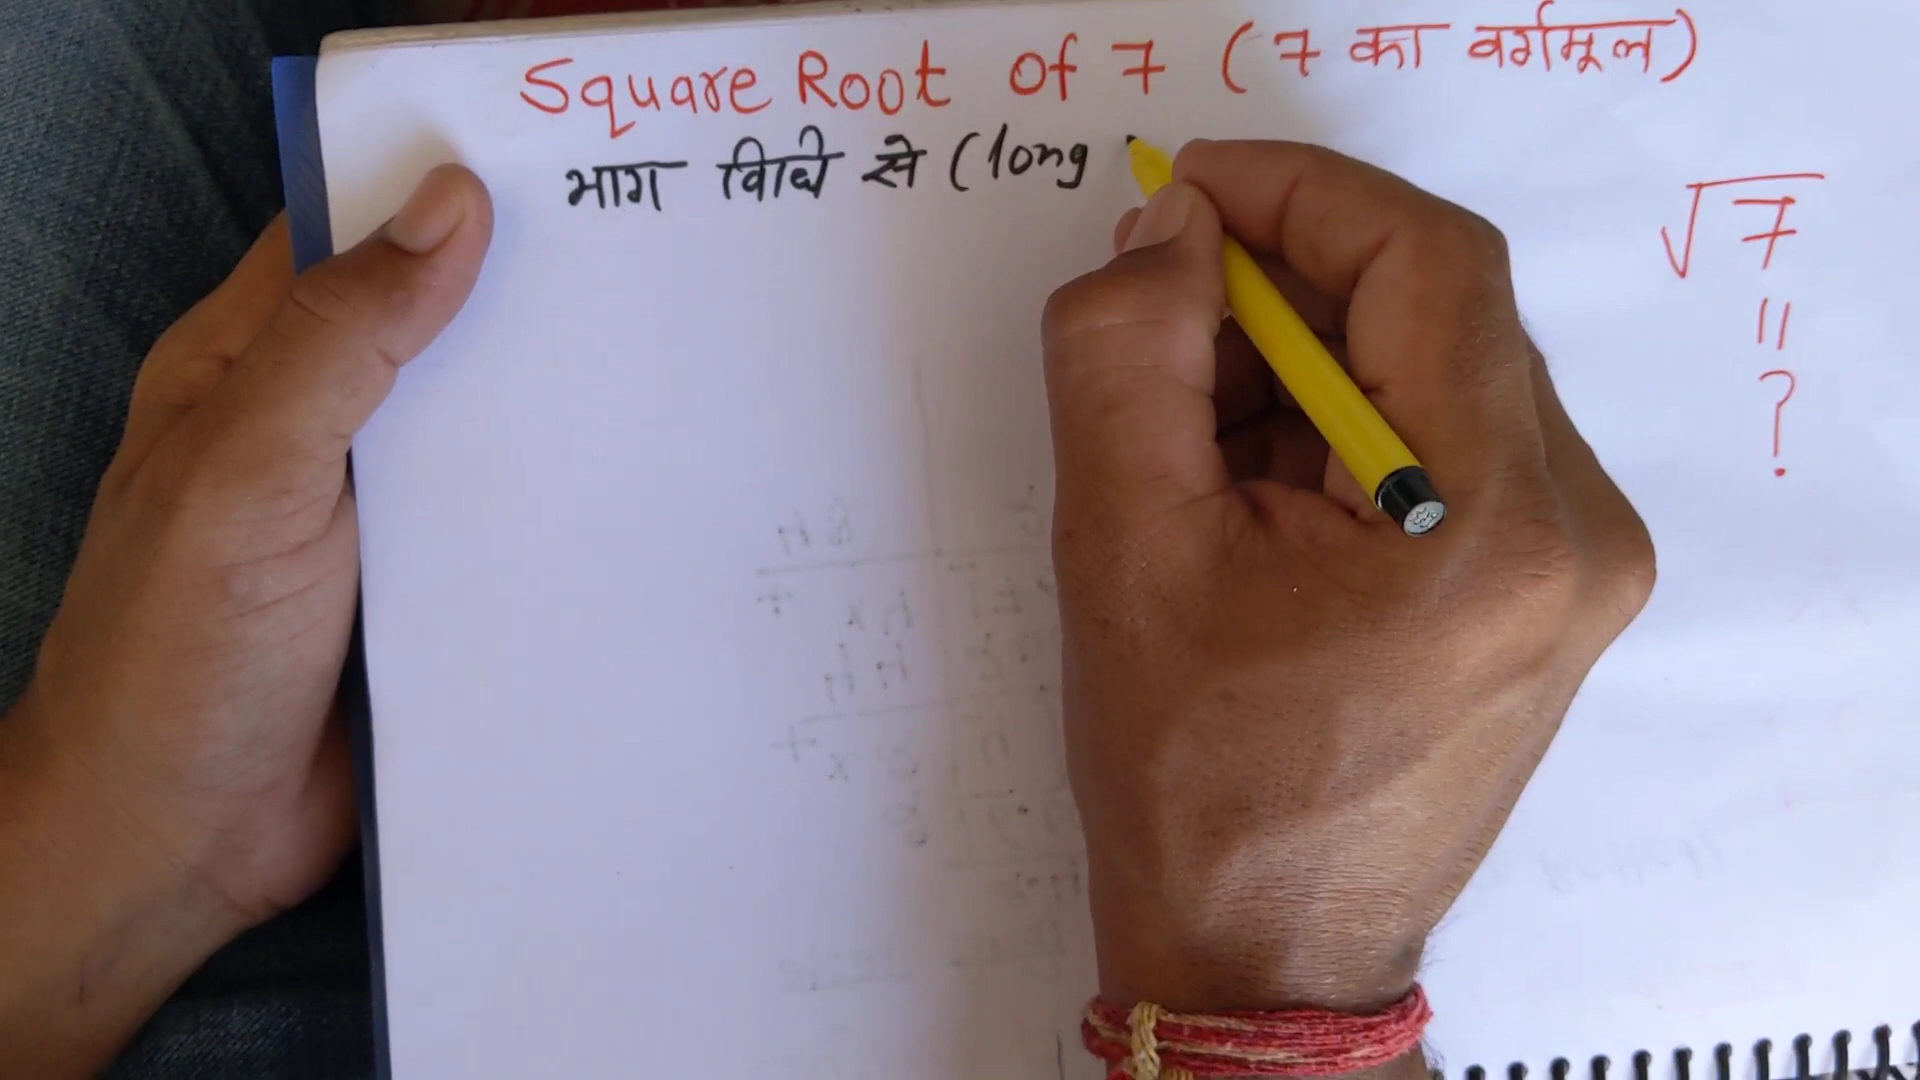 Square Root of 7 (7 का वर्गमूल)
भाग विधि से (long
√7
=
?